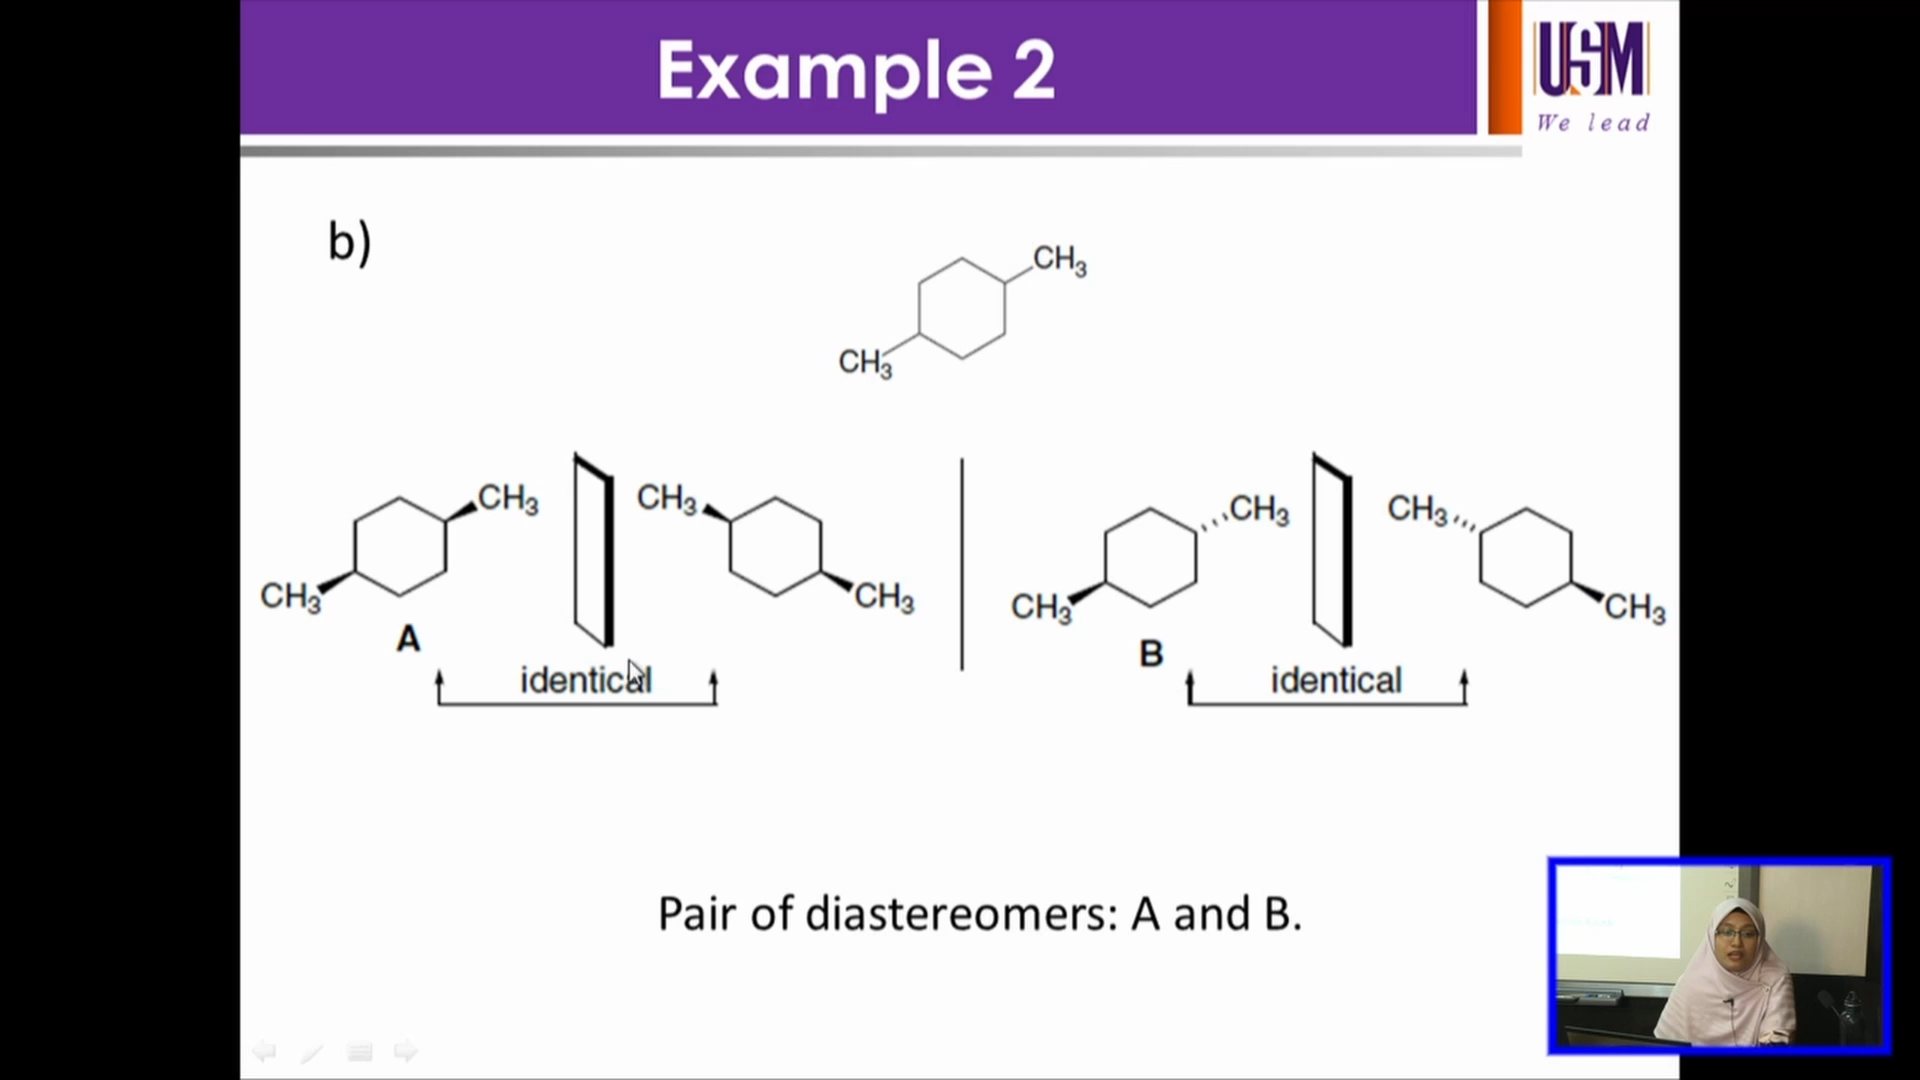 Example 2
USM
We lead
b)
CH3
CH3
CH3
CH3
CH3
CH3
A
identical
CH3
CH3
CH3
CH3
B
identical
Pair of diastereomers: A and B.